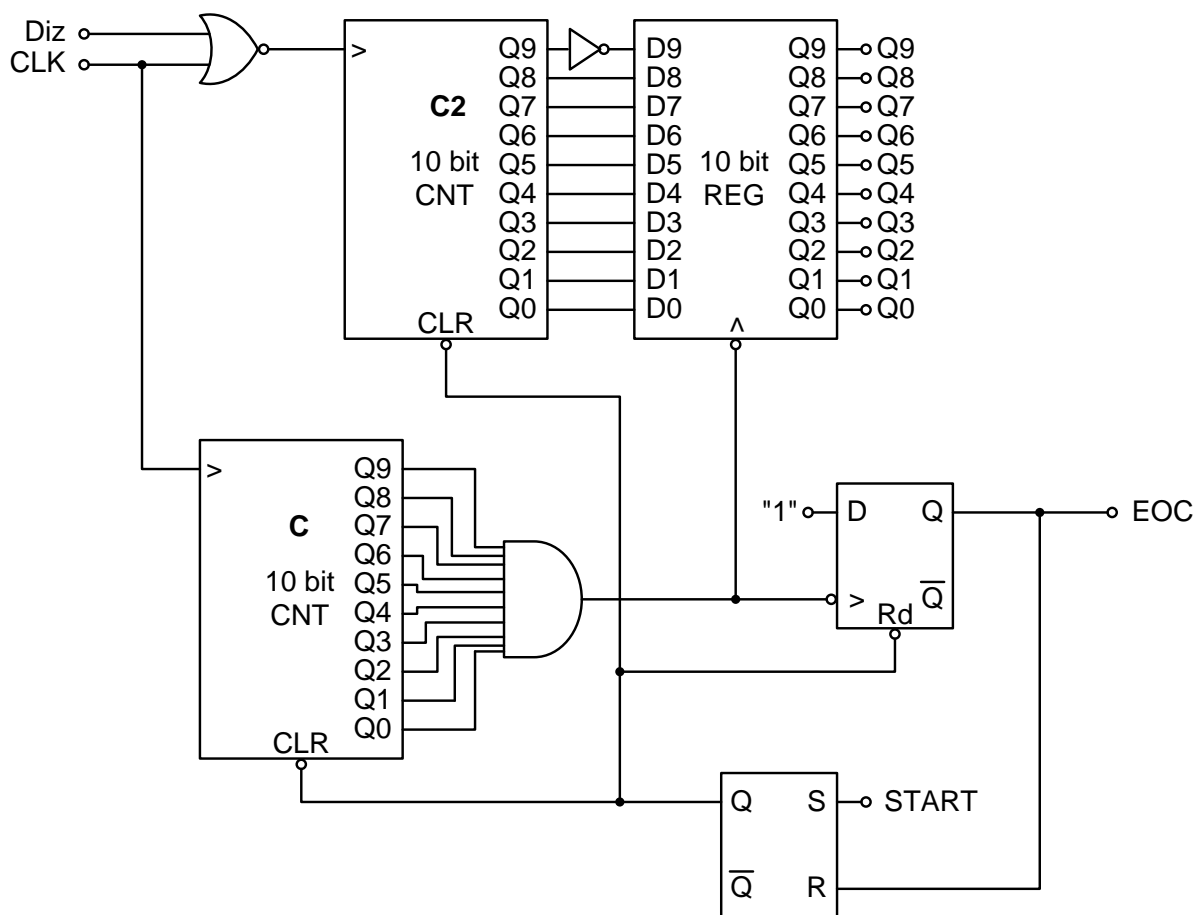 Diz
CLK
>
C2
10 bit
CNT
Q9
Q8
Q7
Q6
Q5
Q4
Q3
Q2
Q1
Q0
CLR
D9
D8
D7
D6
D5
D4
D3
D2
D1
D0
10 bit
REG
>
Q9
Q8
Q7
Q6
Q5
Q4
Q3
Q2
Q1
Q0
Q9
Q8
Q7
Q6
Q5
Q4
Q3
Q2
Q1
Q0
>
C
10 bit
CNT
Q9
Q8
Q7
Q6
Q5
Q4
Q3
Q2
Q1
Q0
CLR
"1"
D
Q
Q̅
>
Rd
EOC
Q
S
START
Q̅
R